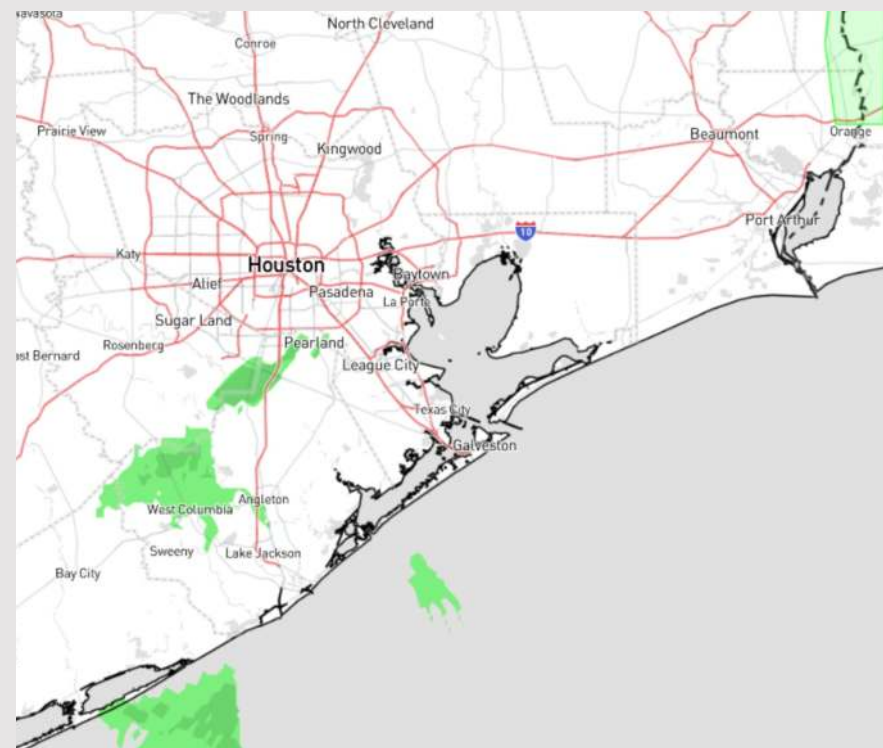 North Cleveland
Conroe
The Woodlands
Prairie View
Spring
Kingwood
Beaumont
Orange
Port Arthur
10
Katy
Houston
Baytown
Alief
Pasadena
La Porte
Sugar Land
Rosenberg
Pearland
League City
Texas City
Galveston
West Columbia
Angleton
Sweeny
Lake Jackson
Bay City